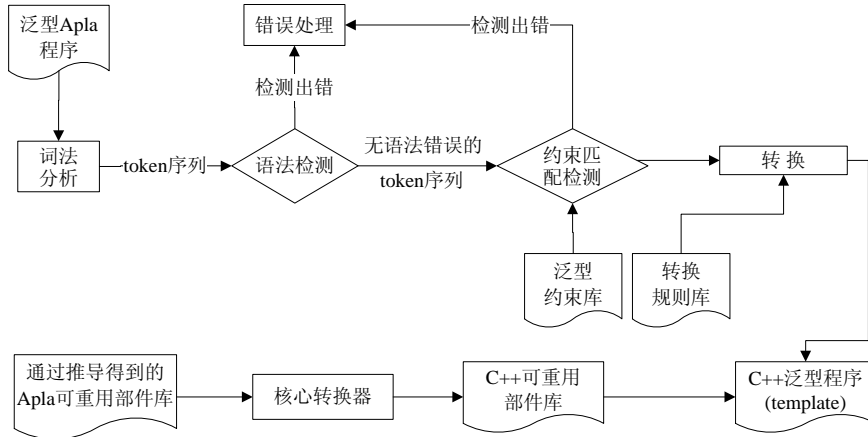 泛型Apla
程序
错误处理
检测出错
检测出错
词法
分析
token序列
语法检测
无语法错误的
token序列
约束匹
配检测
转 换
泛型
约束库
转换
规则库
通过推导得到的
Apla可重用部件库
核心转换器
C++可重用
部件库
C++泛型程序
(template)